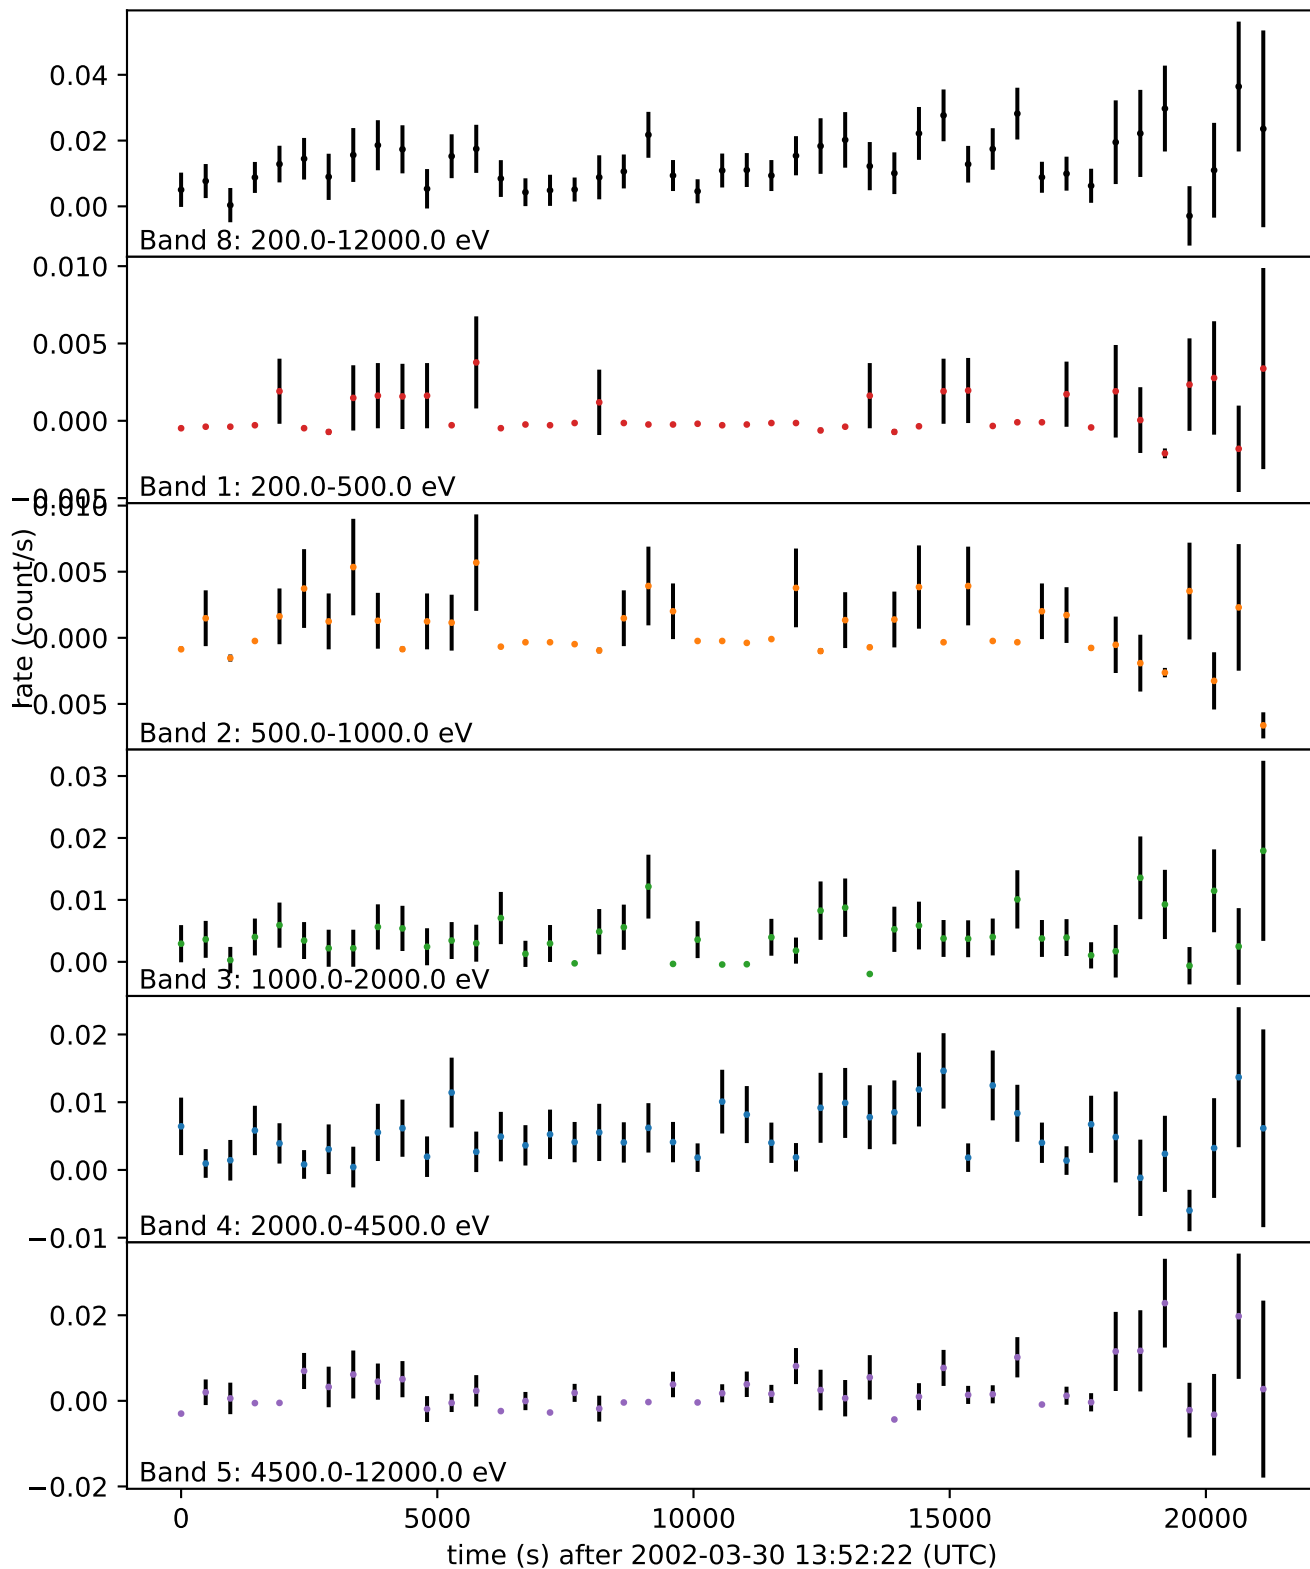 0.04
0.02
0.00
Band 8: 200.0-12000.0 eV
0.010
0.005
0.000
−0.005
Band 1: 200.0-500.0 eV
0.010
0.005
0.000
−0.005
Band 2: 500.0-1000.0 eV
rate (count/s)
0.03
0.02
0.01
0.00
Band 3: 1000.0-2000.0 eV
0.02
0.01
0.00
−0.01
Band 4: 2000.0-4500.0 eV
0.02
0.00
−0.02
Band 5: 4500.0-12000.0 eV
0 5000 10000 15000 20000
time (s) after 2002-03-30 13:52:22 (UTC)